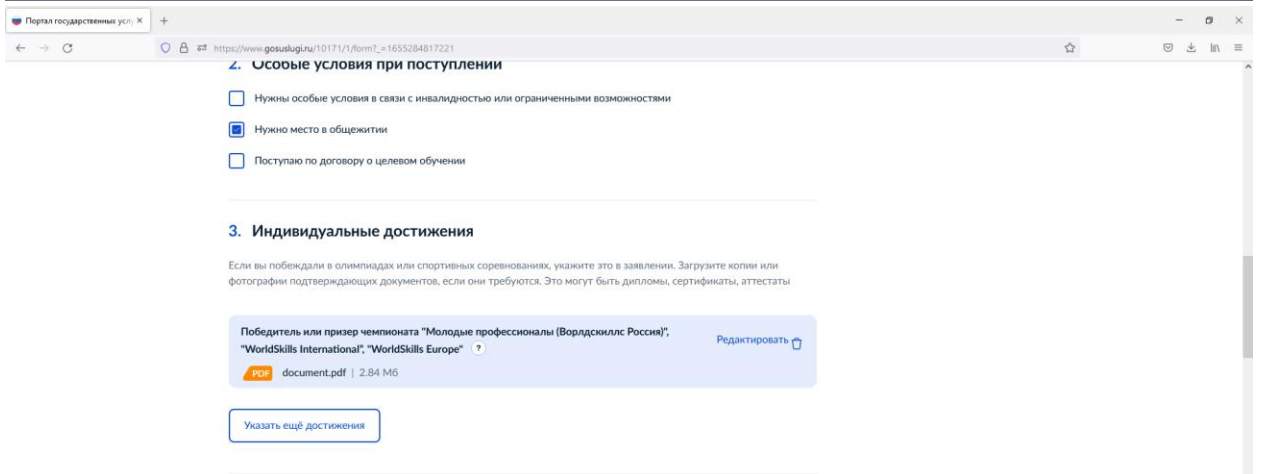 Портал государственных услу
https://www.gosuslugi.ru/10171/1/form?_=1655284817221
2. Особые условия при поступлении
Нужны особые условия в связи с инвалидностью или ограниченными возможностями
Нужно место в общежитии
Поступаю по договору о целевом обучении
3. Индивидуальные достижения
Если вы побеждали в олимпиадах или спортивных соревнованиях, укажите это в заявлении. Загрузите копии или
фотографии подтверждающих документов, если они требуются. Это могут быть дипломы, сертификаты, аттестаты
Победитель или призер чемпионата "Молодые профессионалы (Ворлдскиллс Россия)",
"WorldSkills International", "WorldSkills Europe" ?
Редактировать
PDF document.pdf | 2.84 Мб
Указать ещё достижения